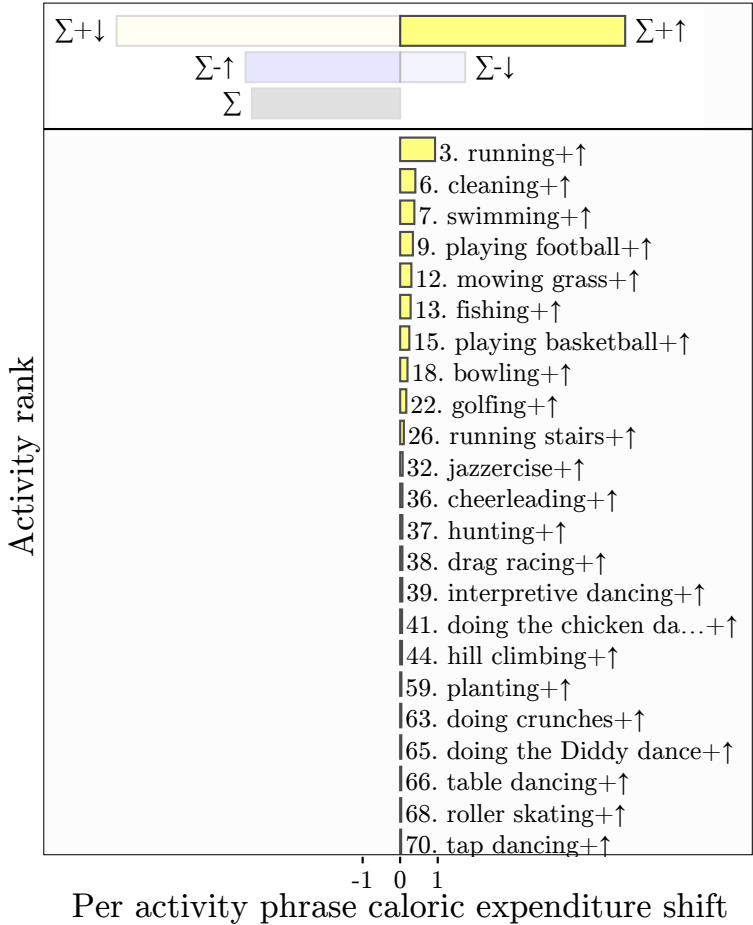 ∑+↓ ∑+↑
∑-↑ ∑-↓
∑
3. running+↑
6. cleaning+↑
7. swimming+↑
9. playing football+↑
12. mowing grass+↑
13. fishing+↑
15. playing basketball+↑
18. bowling+↑
22. golfing+↑
26. running stairs+↑
32. jazzercise+↑
36. cheerleading+↑
37. hunting+↑
38. drag racing+↑
39. interpretive dancing+↑
41. doing the chicken da...+↑
44. hill climbing+↑
59. planting+↑
63. doing crunches+↑
65. doing the Diddy dance+↑
66. table dancing+↑
68. roller skating+↑
70. tap dancing+↑
Activity rank
-1 0 1
Per activity phrase caloric expenditure shift